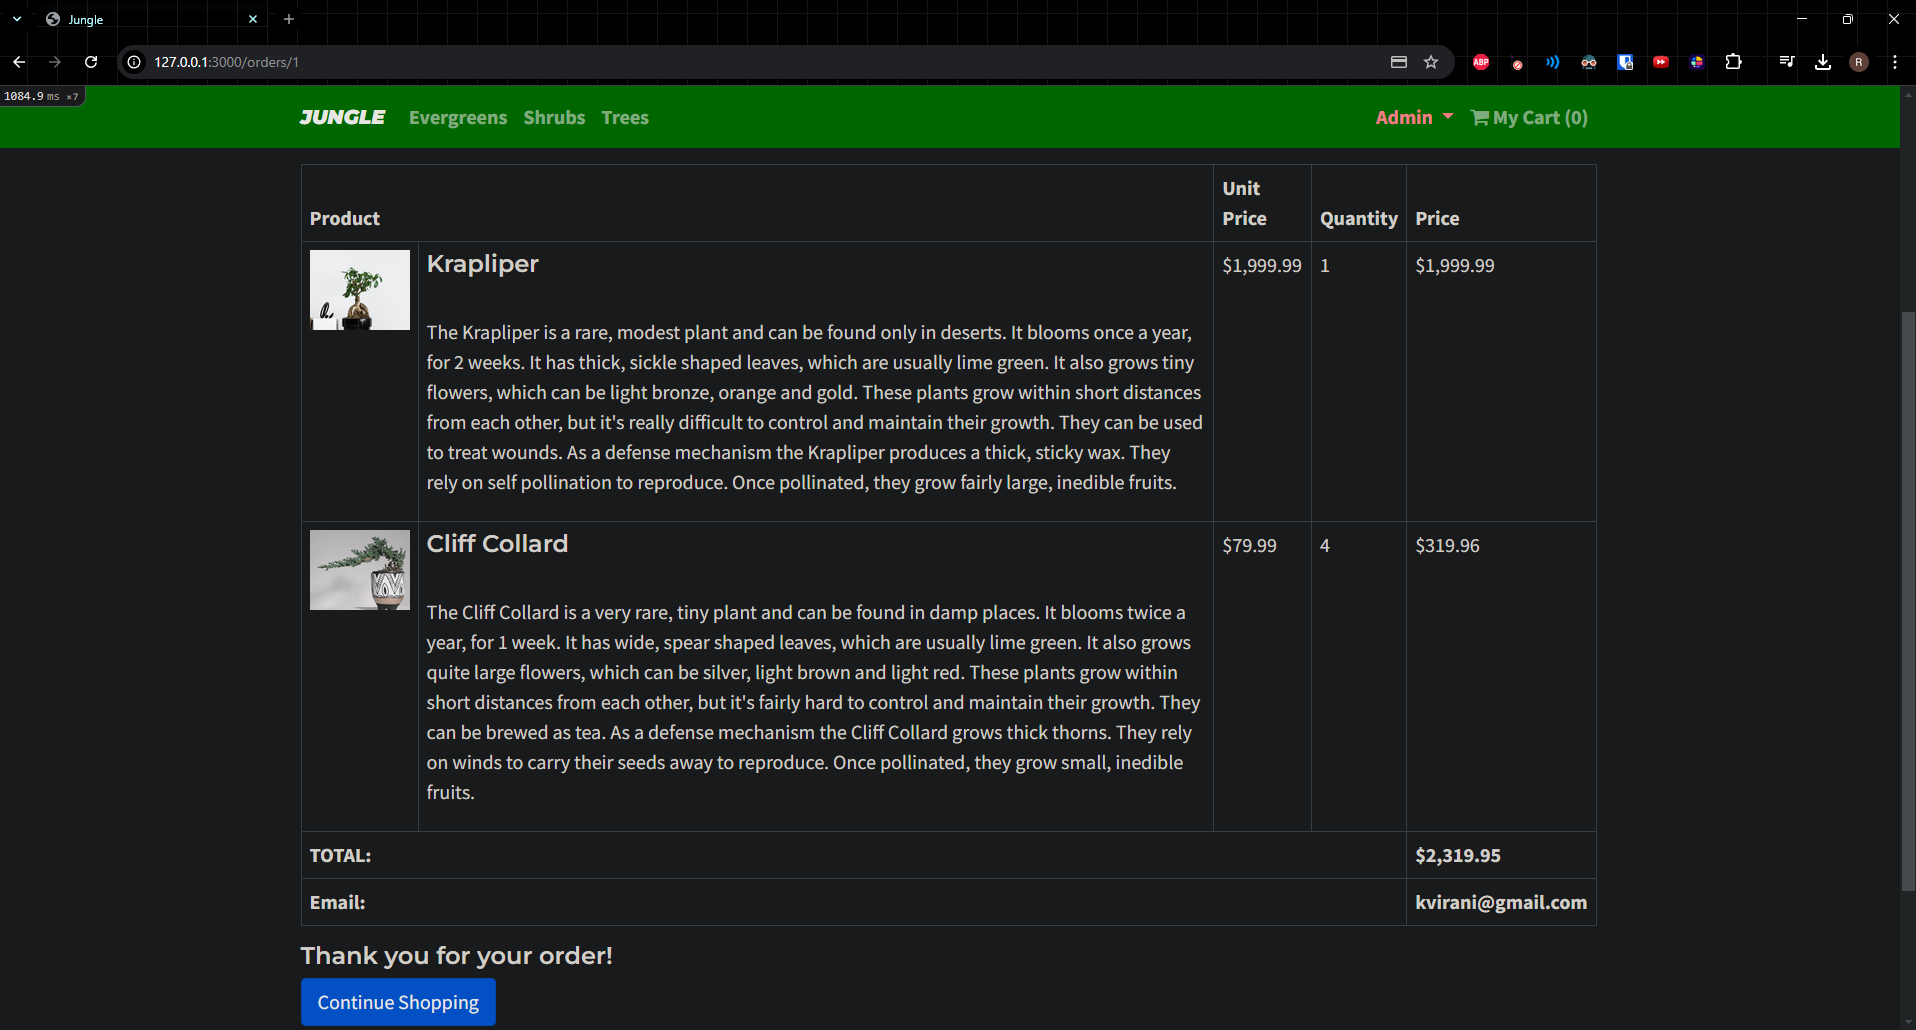 Jungle
127.0.0.1:3000/orders/1
ABP
R
1084.9 ms ×7
JUNGLE Evergreens Shrubs Trees Admin My Cart (0)
Product Unit Price Quantity Price
Krapliper $1,999.99 1 $1,999.99
The Krapliper is a rare, modest plant and can be found only in deserts. It blooms once a year,
for 2 weeks. It has thick, sickle shaped leaves, which are usually lime green. It also grows tiny
flowers, which can be light bronze, orange and gold. These plants grow within short distances
from each other, but it's really difficult to control and maintain their growth. They can be used
to treat wounds. As a defense mechanism the Krapliper produces a thick, sticky wax. They
rely on self pollination to reproduce. Once pollinated, they grow fairly large, inedible fruits.
Cliff Collard $79.99 4 $319.96
The Cliff Collard is a very rare, tiny plant and can be found in damp places. It blooms twice a
year, for 1 week. It has wide, spear shaped leaves, which are usually lime green. It also grows
quite large flowers, which can be silver, light brown and light red. These plants grow within
short distances from each other, but it's fairly hard to control and maintain their growth. They
can be brewed as tea. As a defense mechanism the Cliff Collard grows thick thorns. They rely
on winds to carry their seeds away to reproduce. Once pollinated, they grow small, inedible
fruits.
TOTAL: $2,319.95
Email: kvirani@gmail.com
Thank you for your order!
Continue Shopping